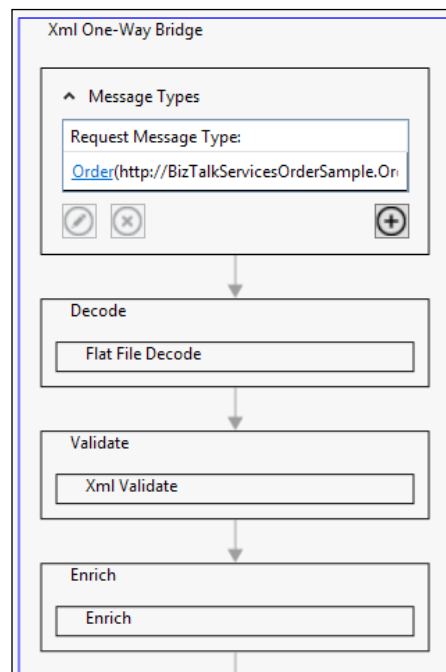 Xml One-Way Bridge
Message Types
Request Message Type:
Order(http://BizTalkServicesOrderSample.Or
Decode
Flat File Decode
Validate
Xml Validate
Enrich
Enrich